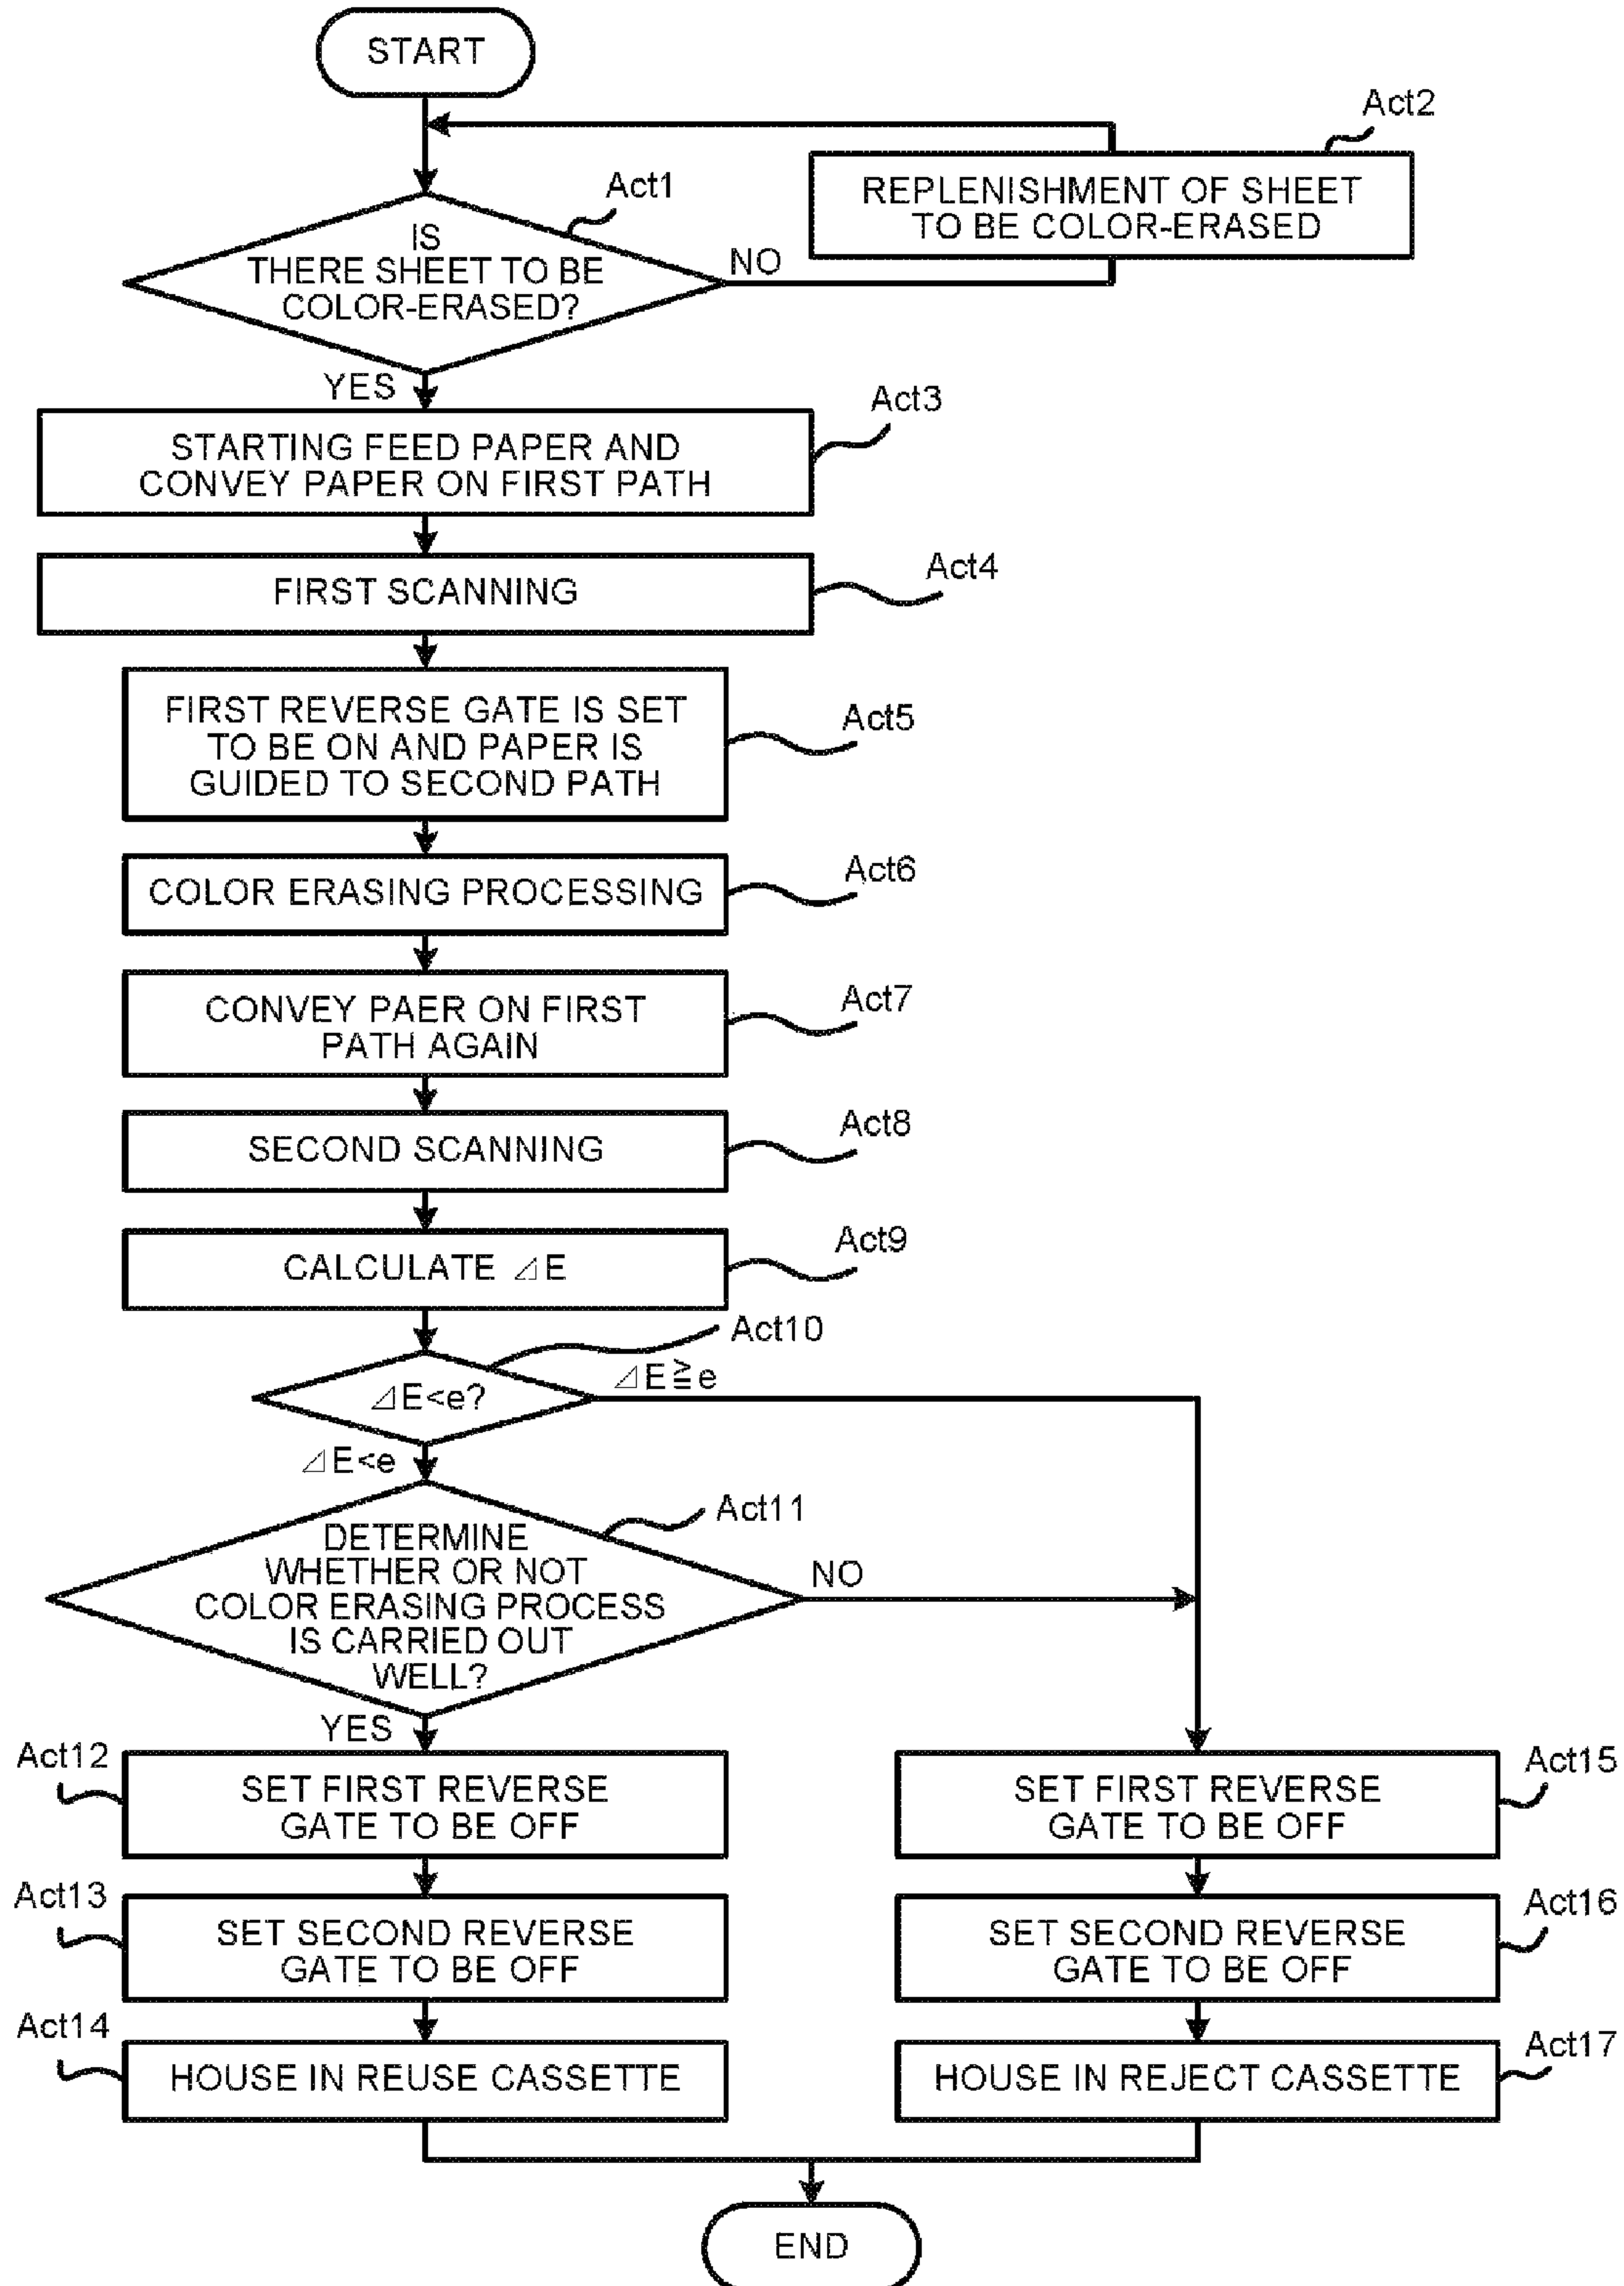 START
Act2
REPLENISHMENT OF SHEET
TO BE COLOR-ERASED
Act1
IS
THERE SHEET TO BE
COLOR-ERASED?
NO
YES
Act3
STARTING FEED PAPER AND
CONVEY PAPER ON FIRST PATH
Act4
FIRST SCANNING
Act5
FIRST REVERSE GATE IS SET
TO BE ON AND PAPER IS
GUIDED TO SECOND PATH
Act6
COLOR ERASING PROCESSING
Act7
CONVEY PAER ON FIRST
PATH AGAIN
Act8
SECOND SCANNING
Act9
CALCULATE ⊿E
Act10
⊿E<e?
⊿E≧e
⊿E<e
Act11
DETERMINE
WHETHER OR NOT
COLOR ERASING PROCESS
IS CARRIED OUT
WELL?
NO
YES
Act12
SET FIRST REVERSE
GATE TO BE OFF
Act15
SET FIRST REVERSE
GATE TO BE OFF
Act13
SET SECOND REVERSE
GATE TO BE OFF
Act16
SET SECOND REVERSE
GATE TO BE OFF
Act14
HOUSE IN REUSE CASSETTE
Act17
HOUSE IN REJECT CASSETTE
END